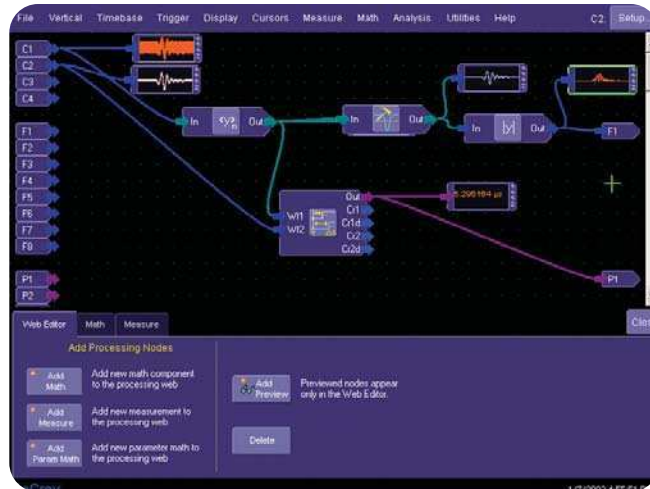 File Vertical Timebase Trigger Display Cursors Measure Math Analysis Utilities Help C2: Setup...
C1
C2
C3
C4
F1
F2
F3
F4
F5
F6
F7
F8
P1
P2
In <y>n Out
In Out
In |y| Out
F1
Out
Cr1
Cr1d
Cr2
Cr2d
Wf1
Wf2
P1
Web Editor Math Measure
Add Processing Nodes
Add Math
Add new math component
to the processing web
Add Measure
Add new measurement to
the processing web
Add Param Math
Add new parameter math to
the processing web
Add Preview
Previewed nodes appear
only in the Web Editor.
Delete